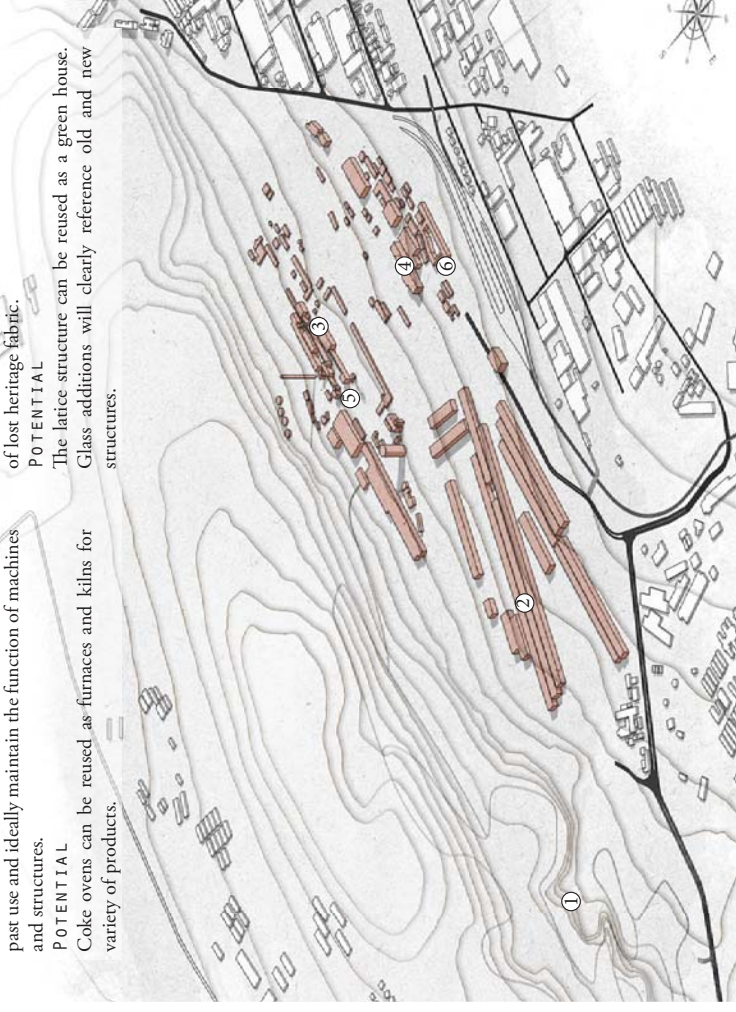 past use and ideally maintain the function of machines
and structures.
POTENTIAL
Coke ovens can be reused as furnaces and kilns for
variety of products.
of lost heritage fabric.
POTENTIAL
The latice structure can be reused as a green house.
Glass additions will clearly reference old and new
structures.
1
2
3
4
5
6